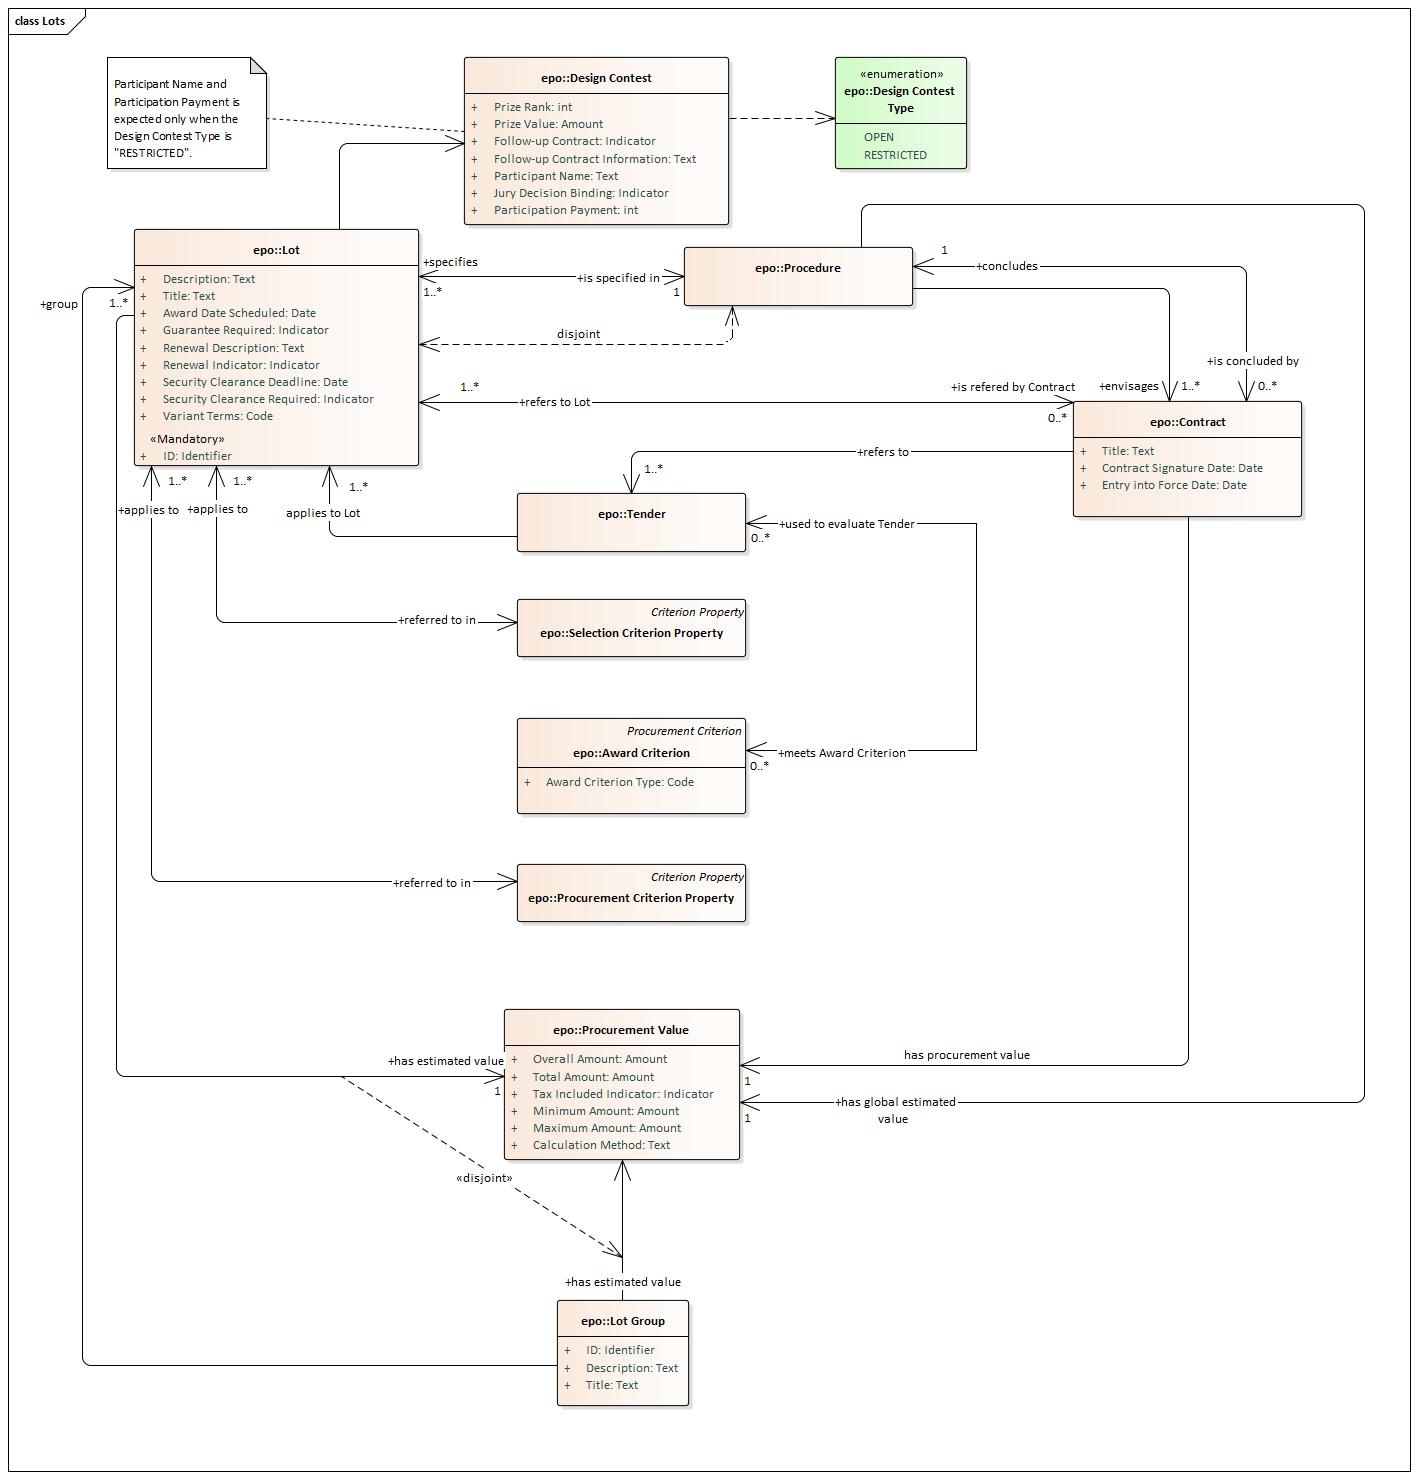 class Lots
Participant Name and
Participation Payment is
expected only when the
Design Contest Type is
"RESTRICTED".
epo::Design Contest
+ Prize Rank: int
+ Prize Value: Amount
+ Follow-up Contract: Indicator
+ Follow-up Contract Information: Text
+ Participant Name: Text
+ Jury Decision Binding: Indicator
+ Participation Payment: int
«enumeration»
epo::Design Contest
Type
OPEN
RESTRICTED
epo::Lot
+ Description: Text
+ Title: Text
+ Award Date Scheduled: Date
+ Guarantee Required: Indicator
+ Renewal Description: Text
+ Renewal Indicator: Indicator
+ Security Clearance Deadline: Date
+ Security Clearance Required: Indicator
+ Variant Terms: Code
«Mandatory»
+ ID: Identifier
+group
1..*
+specifies
1..*
+is specified in
1
epo::Procedure
1
+concludes
disjoint
+is concluded by
0..*
+envisages
1..*
1..*
+refers to Lot
+is refered by Contract
0..*
epo::Contract
+ Title: Text
+ Contract Signature Date: Date
+ Entry into Force Date: Date
+refers to
1..*
1..*
+applies to
1..*
+applies to
1..*
applies to Lot
epo::Tender
+used to evaluate Tender
0..*
Criterion Property
epo::Selection Criterion Property
+referred to in
Procurement Criterion
epo::Award Criterion
+ Award Criterion Type: Code
+meets Award Criterion
0..*
Criterion Property
epo::Procurement Criterion Property
+referred to in
epo::Procurement Value
+ Overall Amount: Amount
+ Total Amount: Amount
+ Tax Included Indicator: Indicator
+ Minimum Amount: Amount
+ Maximum Amount: Amount
+ Calculation Method: Text
+has estimated value
1
has procurement value
1
+has global estimated
value
1
«disjoint»
+has estimated value
epo::Lot Group
+ ID: Identifier
+ Description: Text
+ Title: Text